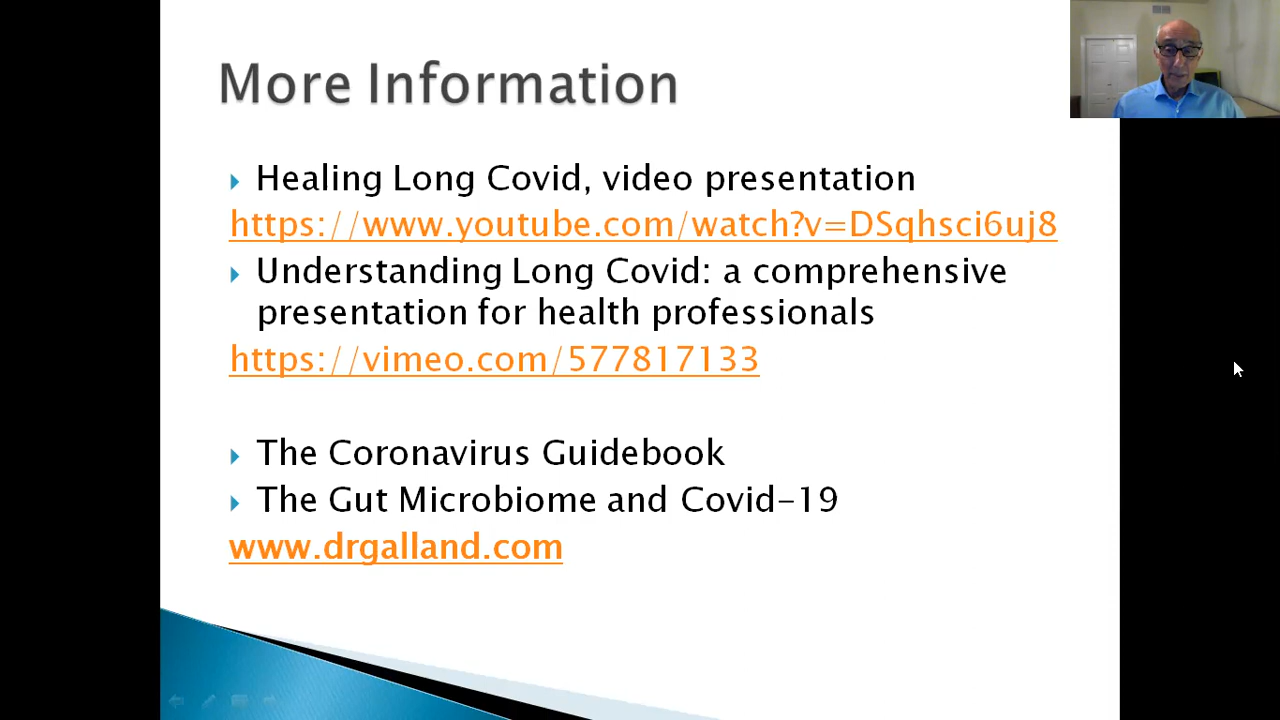 More Information
Healing Long Covid, video presentation
https://www.youtube.com/watch?v=DSqhsci6uj8
Understanding Long Covid: a comprehensive
presentation for health professionals
https://vimeo.com/577817133
The Coronavirus Guidebook
The Gut Microbiome and Covid-19
www.drgalland.com